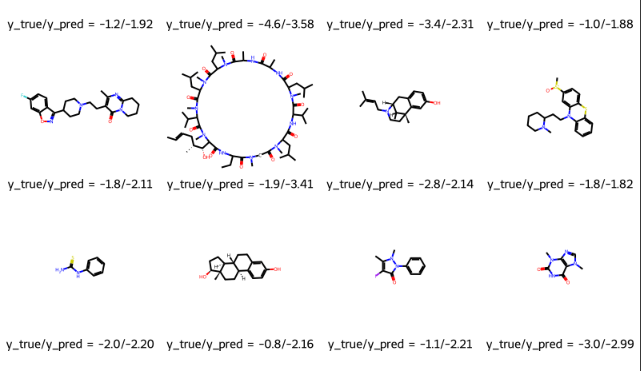 y_true/y_pred = -1.2/-1.92 y_true/y_pred = -4.6/-3.58 y_true/y_pred = -3.4/-2.31 y_true/y_pred = -1.0/-1.88
y_true/y_pred = -1.8/-2.11 y_true/y_pred = -1.9/-3.41 y_true/y_pred = -2.8/-2.14 y_true/y_pred = -1.8/-1.82
y_true/y_pred = -2.0/-2.20 y_true/y_pred = -0.8/-2.16 y_true/y_pred = -1.1/-2.21 y_true/y_pred = -3.0/-2.99